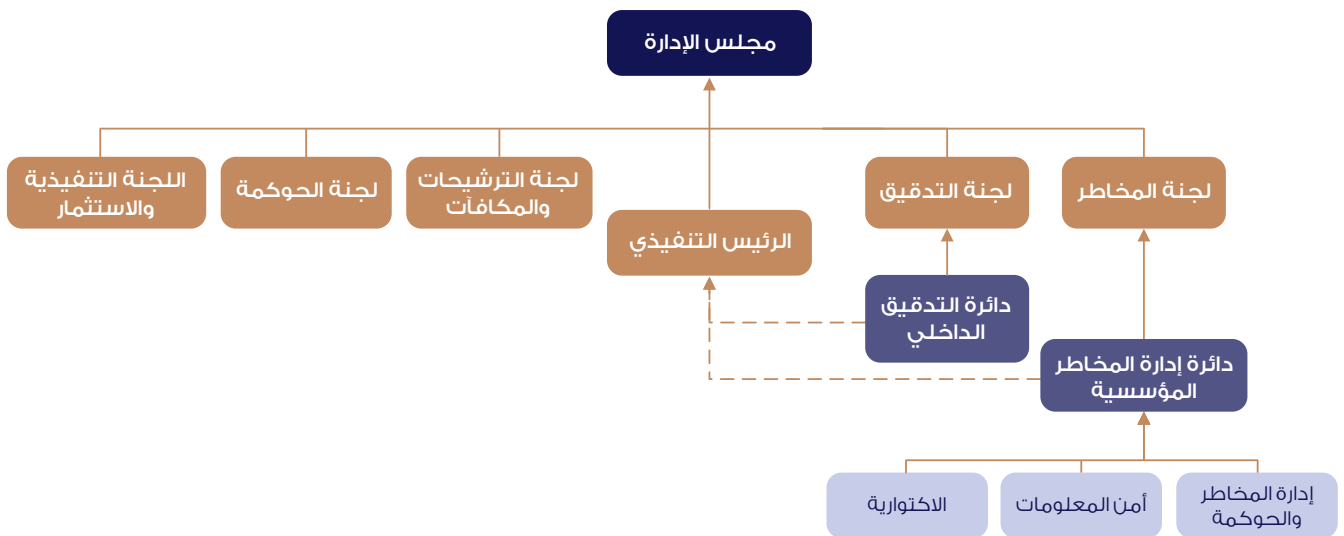 مجلس الإدارة
لجنة المخاطر
لجنة التدقيق
لجنة الترشيحات
والمكافآت
لجنة الحوكمة
اللجنة التنفيذية
والاستثمار
الرئيس التنفيذي
دائرة التدقيق
الداخلي
دائرة إدارة المخاطر
المؤسسية
إدارة المخاطر
والحوكمة
أمن المعلومات
الاكتوارية